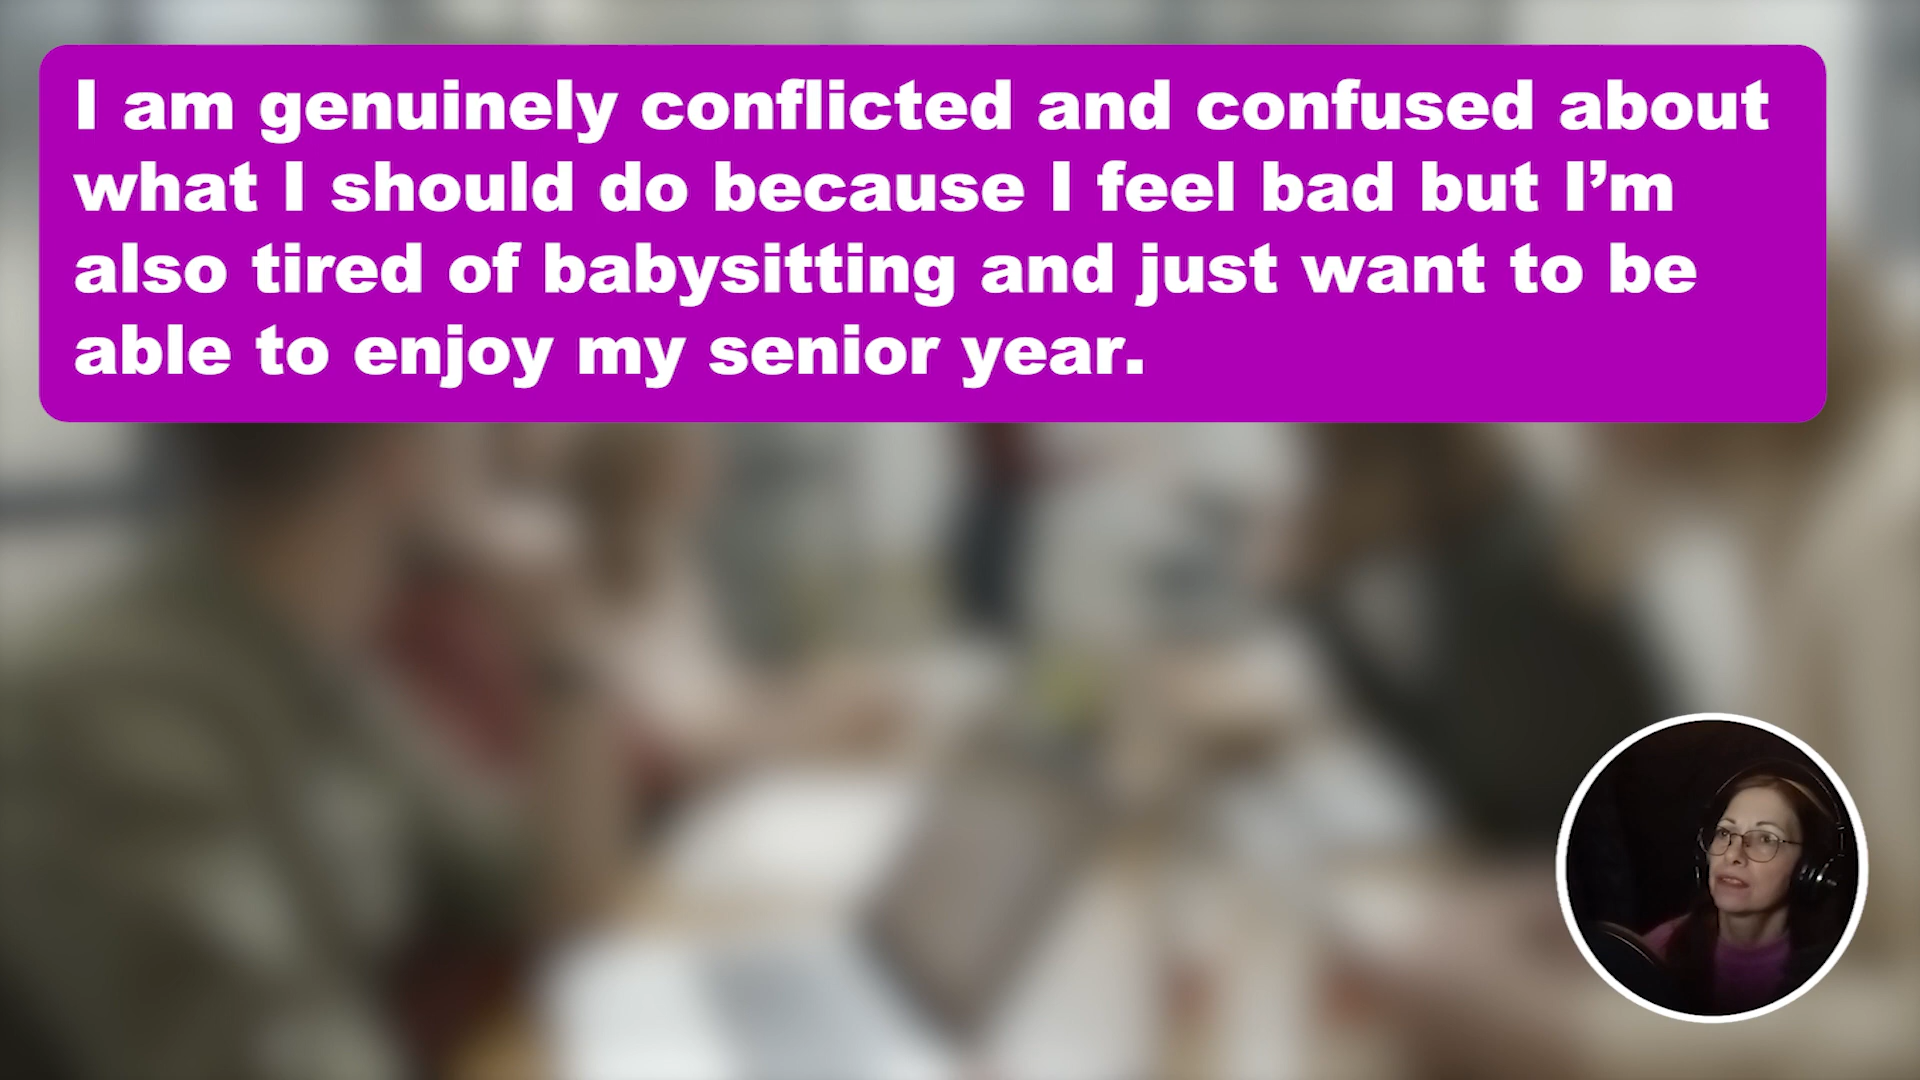 I am genuinely conflicted and confused about
what I should do because I feel bad but I’m
also tired of babysitting and just want to be
able to enjoy my senior year.